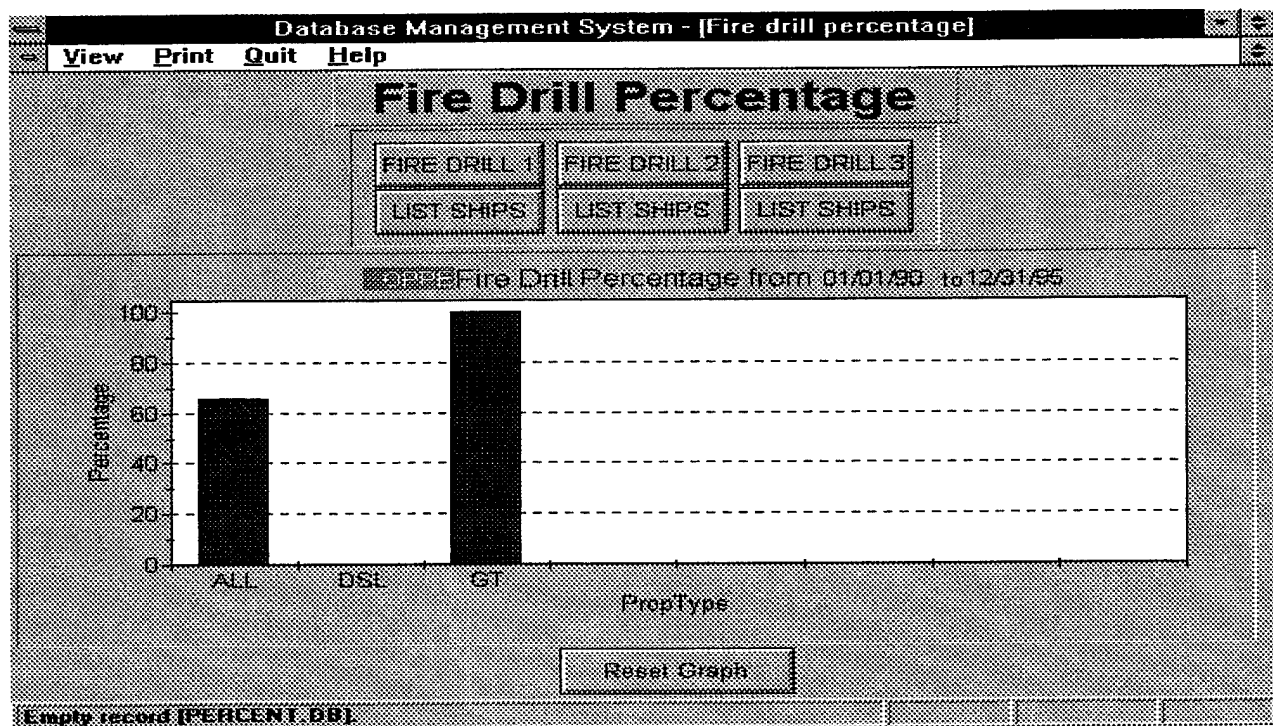 Database Management System - [Fire drill percentage]
View Print Quit Help
Fire Drill Percentage
FIRE DRILL 1 FIRE DRILL 2 FIRE DRILL 3
LIST SHIPS LIST SHIPS LIST SHIPS
Fire Drill Percentage from 01/01/90 to 12/31/95
100
80
60
40
20
0
Percentage
ALL DSL GT
PropType
Reset Graph
Empty record [PERCENT.DB].